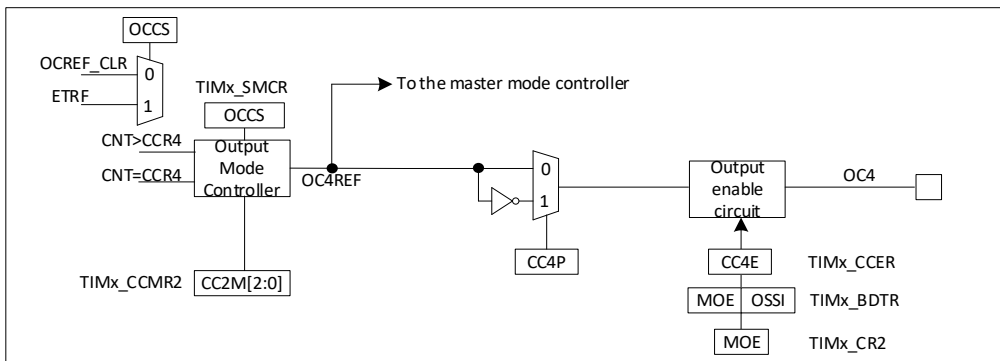 OCCS
OCREF_CLR
0
ETRF
1
TIMx_SMCR
OCCS
To the master mode controller
CNT>CCR4
CNT=CCR4
Output
Mode
Controller
OC4REF
0
1
CC4P
Output
enable
circuit
OC4
TIMx_CCMR2
CC2M[2:0]
CC4E
TIMx_CCER
MOE
OSSI
TIMx_BDTR
MOE
TIMx_CR2